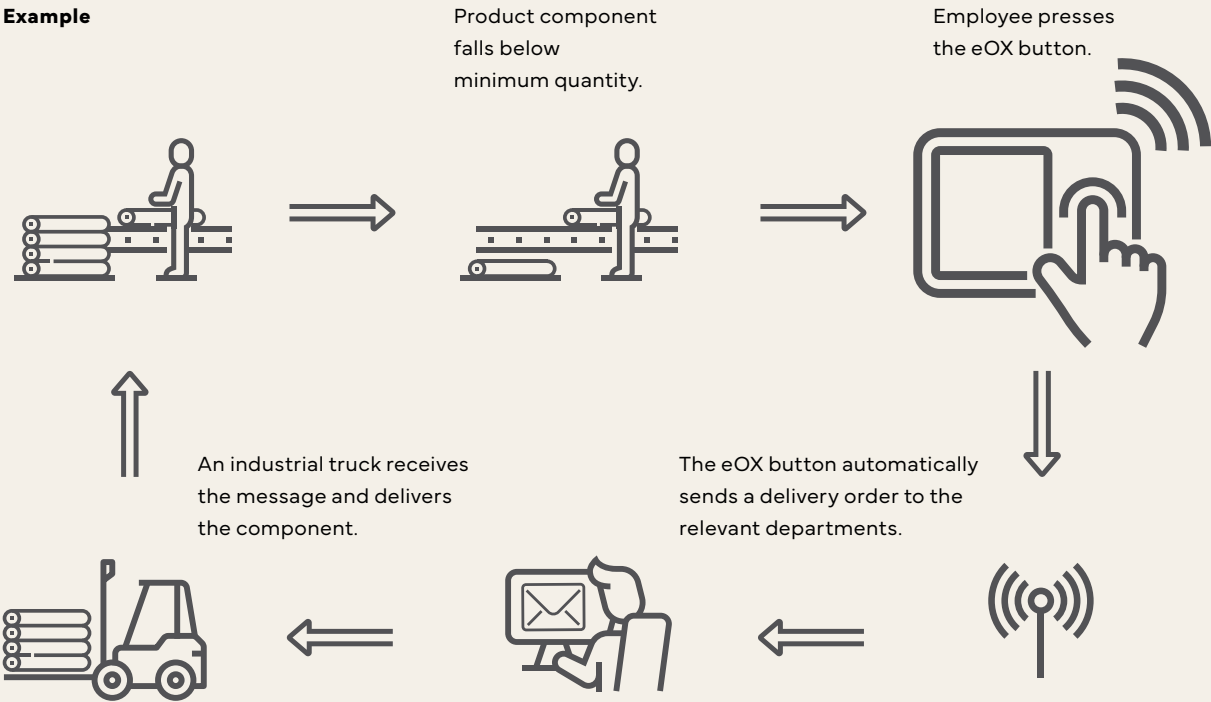 Example
Product component
falls below
minimum quantity.
Employee presses
the eOX button.
An industrial truck receives
the message and delivers
the component.
The eOX button automatically
sends a delivery order to the
relevant departments.